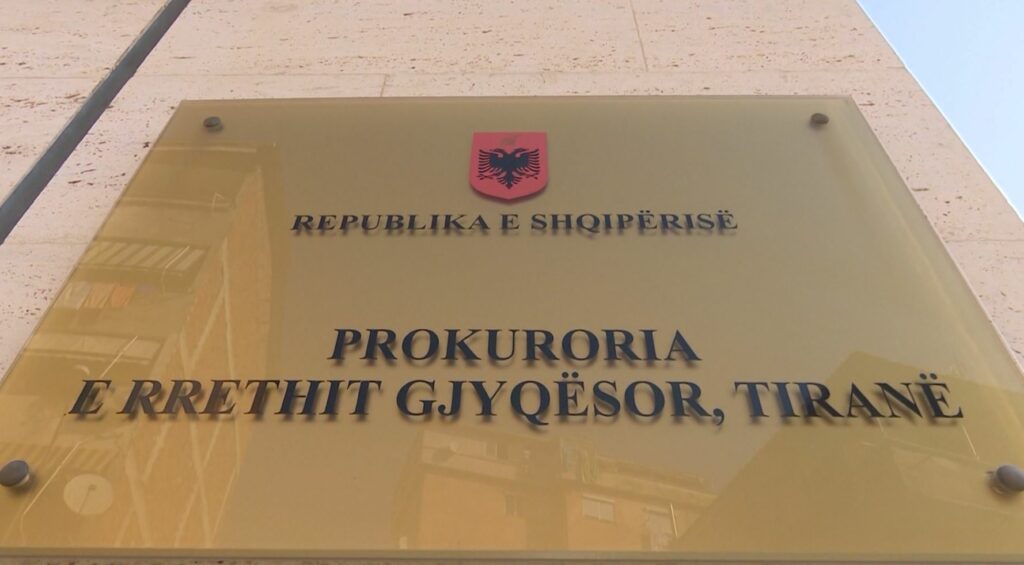 REPUBLIKA E SHQIPËRISË
PROKURORIA
E RRETHIT GJYQËSOR, TIRANË